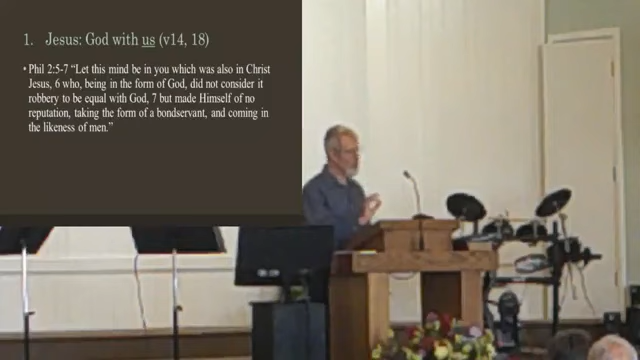 1. Jesus: God with us (v14, 18)
• Phil 2:5-7 “Let this mind be in you which was also in Christ
Jesus, 6 who, being in the form of God, did not consider it
robbery to be equal with God, 7 but made Himself of no
reputation, taking the form of a bondservant, and coming in
the likeness of men.”